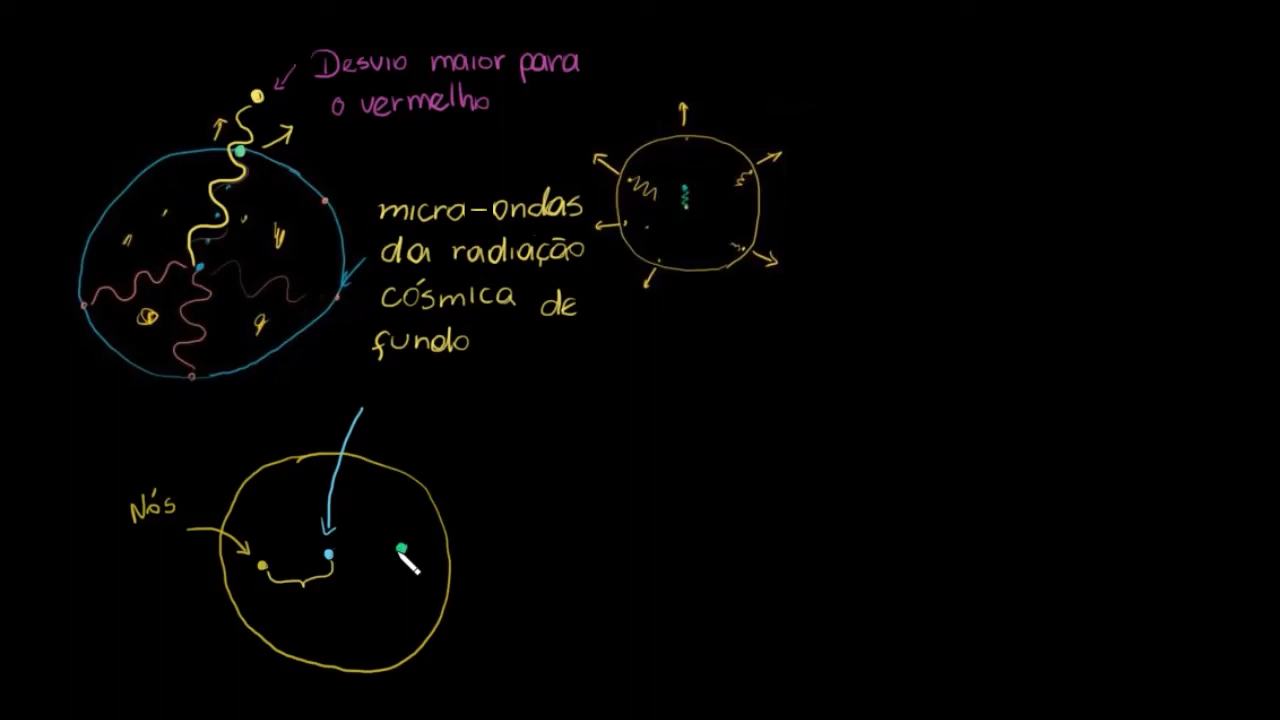 Desvio maior para
o vermelho
micro-ondas
da radiação
cósmica de
fundo
Nós